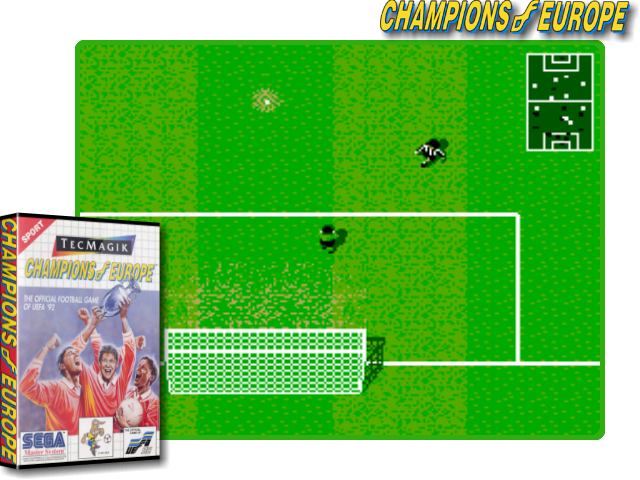 CHAMPIONS of EUROPE
SPORT
TECMAGIK
CHAMPIONS of EUROPE
THE OFFICIAL FOOTBALL GAME
OF UEFA '92
CHAMPIONS of EUROPE
SEGA
Master System